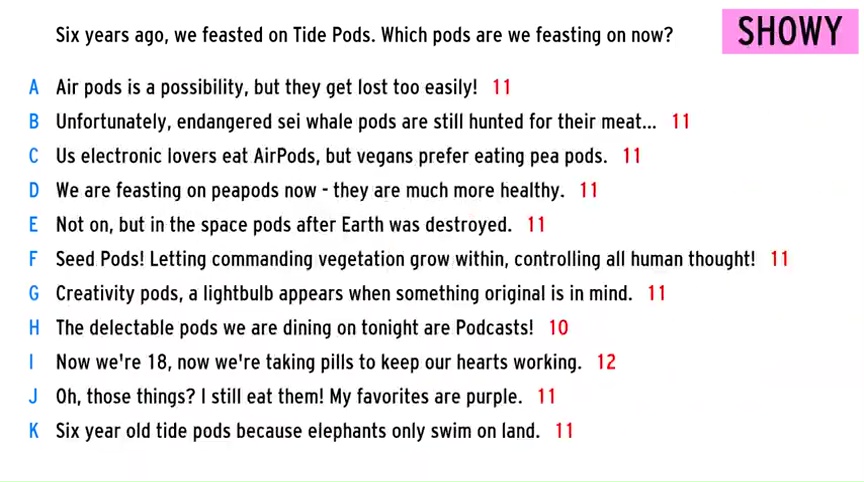 Six years ago, we feasted on Tide Pods. Which pods are we feasting on now?
SHOWY
A Air pods is a possibility, but they get lost too easily! 11
B Unfortunately, endangered sei whale pods are still hunted for their meat... 11
C Us electronic lovers eat AirPods, but vegans prefer eating pea pods. 11
D We are feasting on peapods now - they are much more healthy. 11
E Not on, but in the space pods after Earth was destroyed. 11
F Seed Pods! Letting commanding vegetation grow within, controlling all human thought! 11
G Creativity pods, a lightbulb appears when something original is in mind. 11
H The delectable pods we are dining on tonight are Podcasts! 10
I Now we're 18, now we're taking pills to keep our hearts working. 12
J Oh, those things? I still eat them! My favorites are purple. 11
K Six year old tide pods because elephants only swim on land. 11